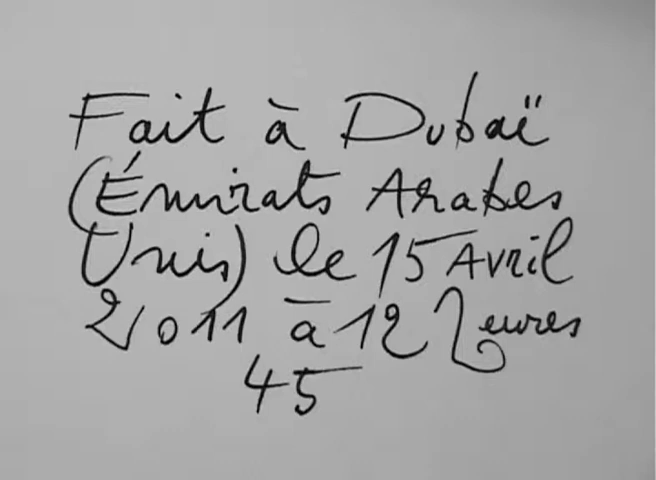 Fait à Dubaï
(Émirats Arabes
Unis) le 15 Avril
2011 à 12 heures
45